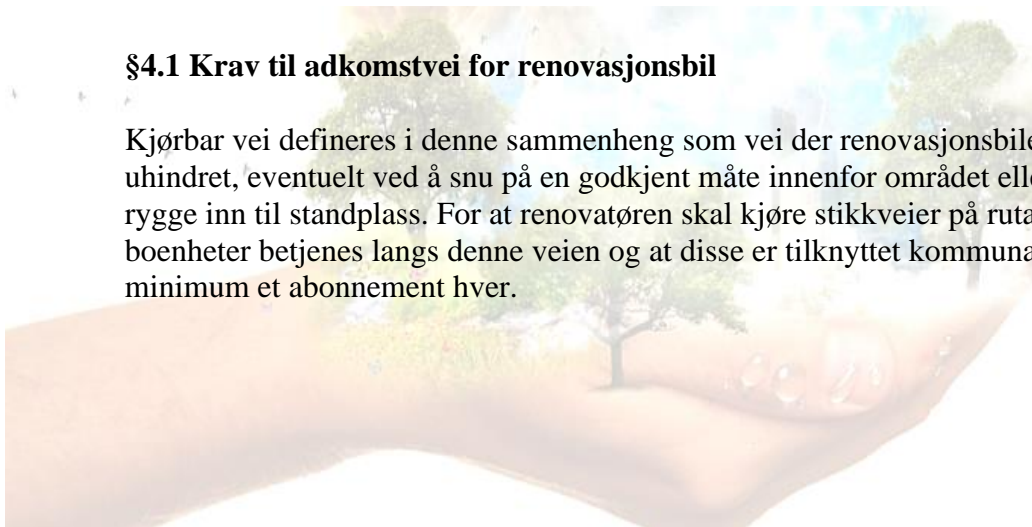 §4.1 Krav til adkomstvei for renovasjonsbil
Kjørbar vei defineres i denne sammenheng som vei der renovasjonsbile
uhindret, eventuelt ved å snu på en godkjent måte innenfor området elle
rygge inn til standplass. For at renovatøren skal kjøre stikkveier på ruta
boenheter betjenes langs denne veien og at disse er tilknyttet kommuna
minimum et abonnement hver.